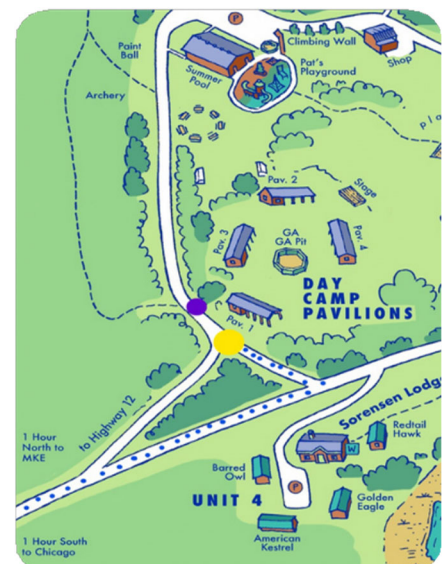 P
Paint
Ball
Climbing Wall
Shop
Summer
Pool
Pat's
Playground
Archery
Pav. 2
Stage
Pav. 3
GA
GA Pit
Pav. 4
DAY
CAMP
PAVILIONS
Pav. 1
to Highway 12
1 Hour
North to
MKE
Sorensen Lodge
Redtail
Hawk
W
Barred
Owl
UNIT 4
P
Golden
Eagle
American
Kestrel
1 Hour South
to Chicago